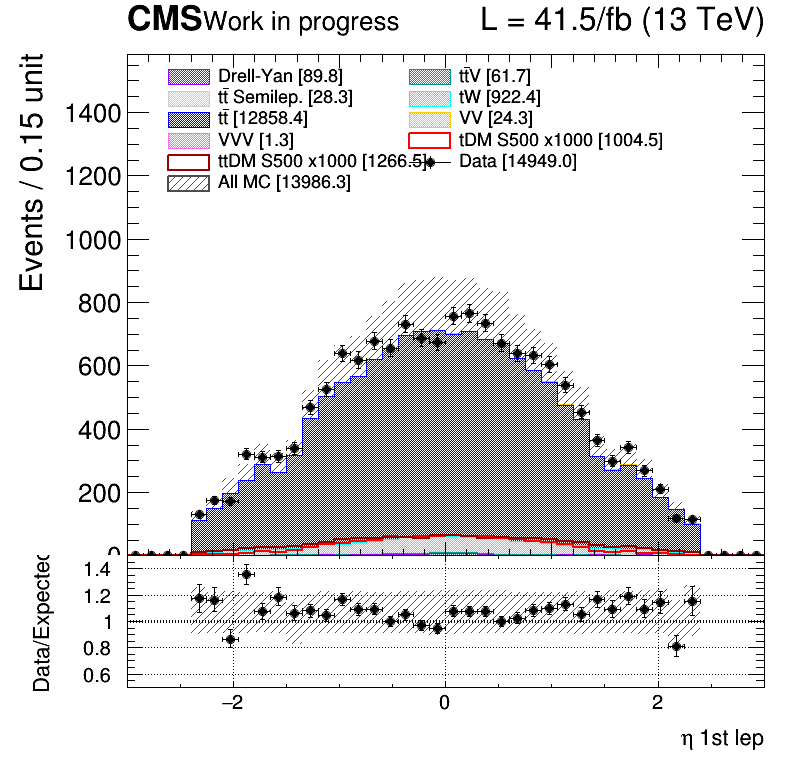 CMS Work in progress L = 41.5/fb (13 TeV)
Events / 0.15 unit
Drell-Yan [89.8] tt̄V [61.7]
tt̄ Semilep. [28.3] tW [922.4]
tt̄ [12858.4] VV [24.3]
VVV [1.3] tDM S500 x1000 [1004.5]
ttDM S500 x1000 [1266.5] Data [14949.0]
All MC [13986.3]
1400
1200
1000
800
600
400
200
0
Data/Expected
1.4
1.2
1
0.8
0.6
−2 0 2
η 1st lep